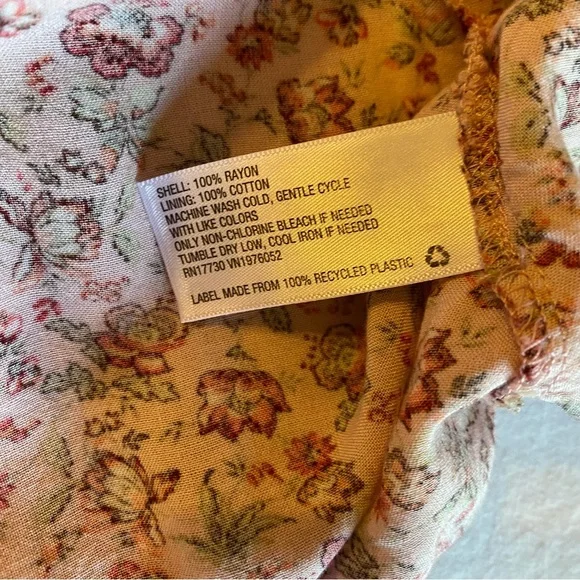 SHELL: 100% RAYON
LINING: 100% COTTON
MACHINE WASH COLD, GENTLE CYCLE
WITH LIKE COLORS
ONLY NON-CHLORINE BLEACH IF NEEDED
TUMBLE DRY LOW, COOL IRON IF NEEDED
RN17730 VN1976052
LABEL MADE FROM 100% RECYCLED PLASTIC